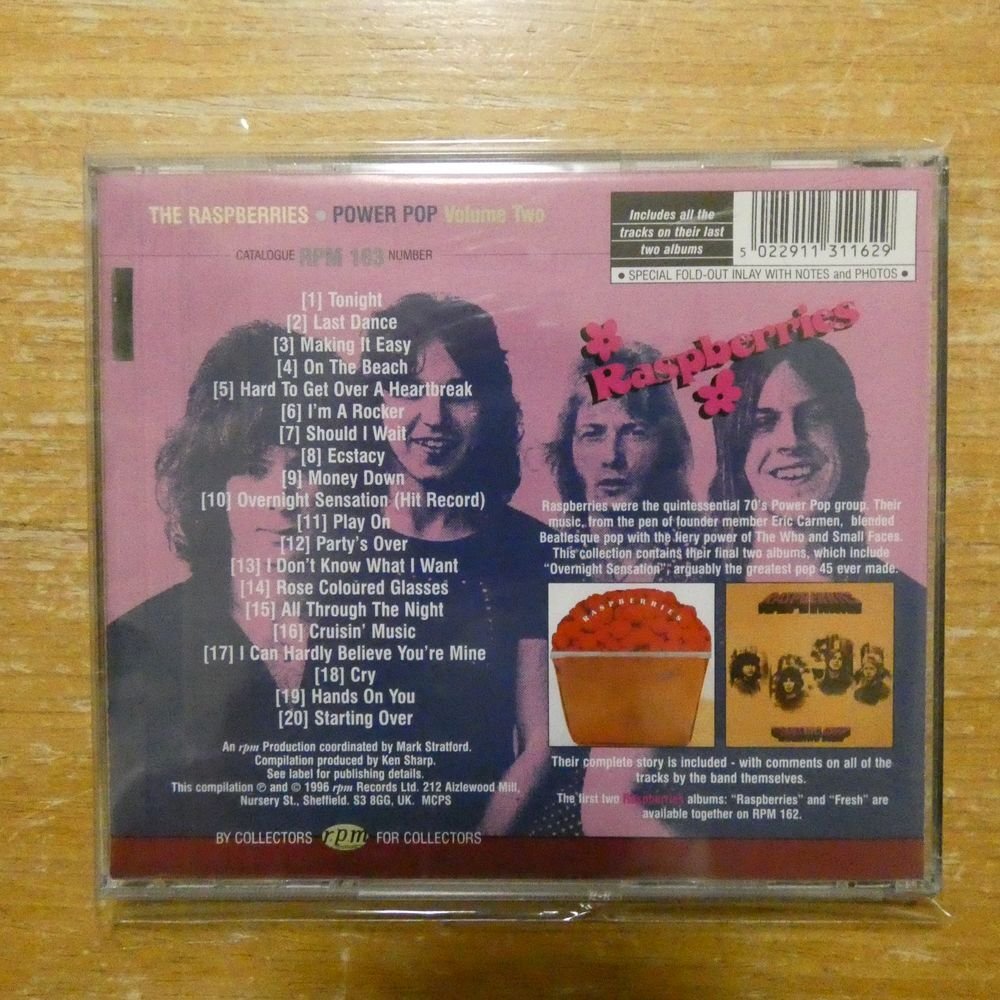 THE RASPBERRIES • POWER POP Volume Two
CATALOGUE RPM 163 NUMBER
Includes all the
tracks on their last
two albums
5 022911 311629
• SPECIAL FOLD-OUT INLAY WITH NOTES and PHOTOS •
[1] Tonight
[2] Last Dance
[3] Making It Easy
[4] On The Beach
[5] Hard To Get Over A Heartbreak
[6] I'm A Rocker
[7] Should I Wait
[8] Ecstacy
[9] Money Down
[10] Overnight Sensation (Hit Record)
[11] Play On
[12] Party's Over
[13] I Don't Know What I Want
[14] Rose Coloured Glasses
[15] All Through The Night
[16] Cruisin' Music
[17] I Can Hardly Believe You're Mine
[18] Cry
[19] Hands On You
[20] Starting Over
An rpm Production coordinated by Mark Stratford.
Compilation produced by Ken Sharp.
See label for publishing details.
This compilation ℗ and © 1996 rpm Records Ltd. 212 Aizlewood Mill,
Nursery St., Sheffield. S3 8GG, UK. MCPS
BY COLLECTORS rpm FOR COLLECTORS
Raspberries
Raspberries were the quintessential 70's Power Pop group. Their
music, from the pen of founder member Eric Carmen, blended
Beatlesque pop with the fiery power of The Who and Small Faces.
This collection contains their final two albums, which include
"Overnight Sensation", arguably the greatest pop 45 ever made.
RASPBERRIES
Their complete story is included - with comments on all of the
tracks by the band themselves.
The first two Raspberries albums: "Raspberries" and "Fresh" are
available together on RPM 162.